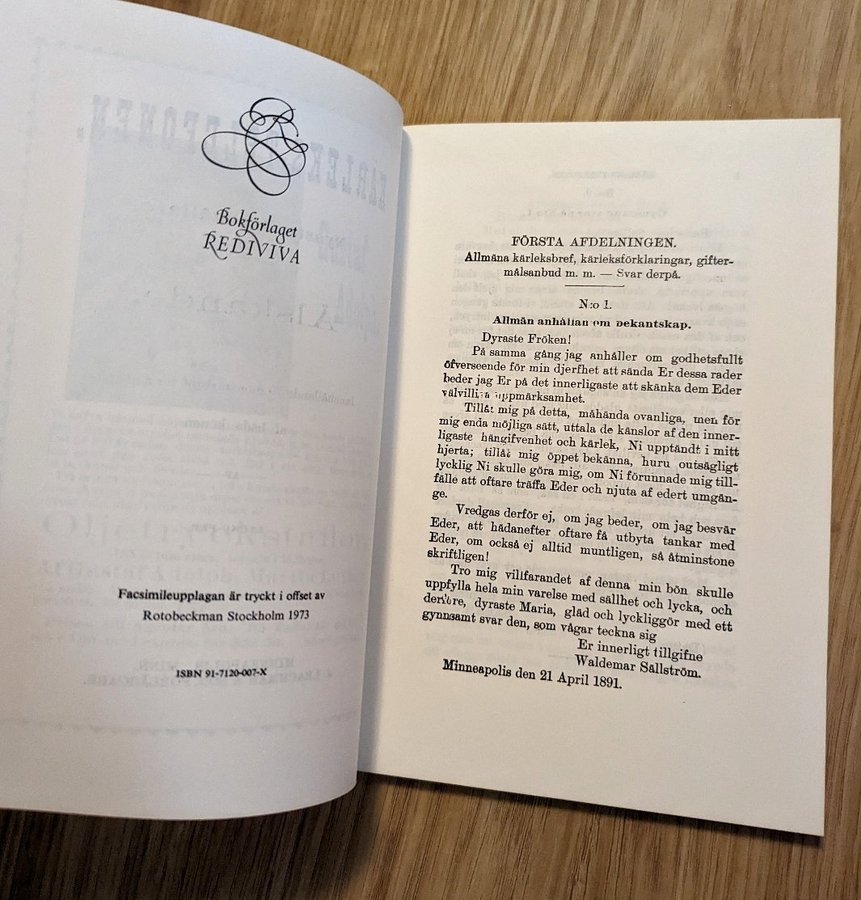 Bokförlaget
REDIVIVA
Facsimileupplagan är tryckt i offset av
Rotobeckman Stockholm 1973
ISBN 91-7120-007-X
FÖRSTA AFDELNINGEN.
Allmäna kärleksbref, kärleksförklaringar, gifter-
målsanbud m. m. — Svar derpå.
N:o 1.
Allmän anhållan om bekantskap.
Dyraste Fröken!
På samma gång jag anhåller om godhetsfullt
öfverseende för min djerfhet att sända Er dessa rader
beder jag Er på det innerligaste att skänka dem Eder
välvilliga uppmärksamhet.
Tillåt mig på detta, måhända ovanliga, men för
mig enda möjliga sätt, uttala de känslor af den inner-
ligaste hängifvenhet och kärlek, Ni upptändt i mitt
hjerta; tillåt mig öppet bekänna, huru outsägligt
lycklig Ni skulle göra mig, om Ni förunnade mig till-
fälle att oftare träffa Eder och njuta af edert umgän-
ge.
Vredgas derför ej, om jag beder, om jag besvär
Eder, att hädanefter oftare få utbyta tankar med
Eder, om också ej alltid muntligen, så åtminstone
skriftligen!
Tro mig villfarandet af denna min bön skulle
uppfylla hela min varelse med sällhet och lycka, och
derföre, dyraste Maria, gläd och lyckliggör med ett
gynnsamt svar den, som vågar teckna sig
Er innerligt tillgifne
Waldemar Sällström.
Minneapolis den 21 April 1891.